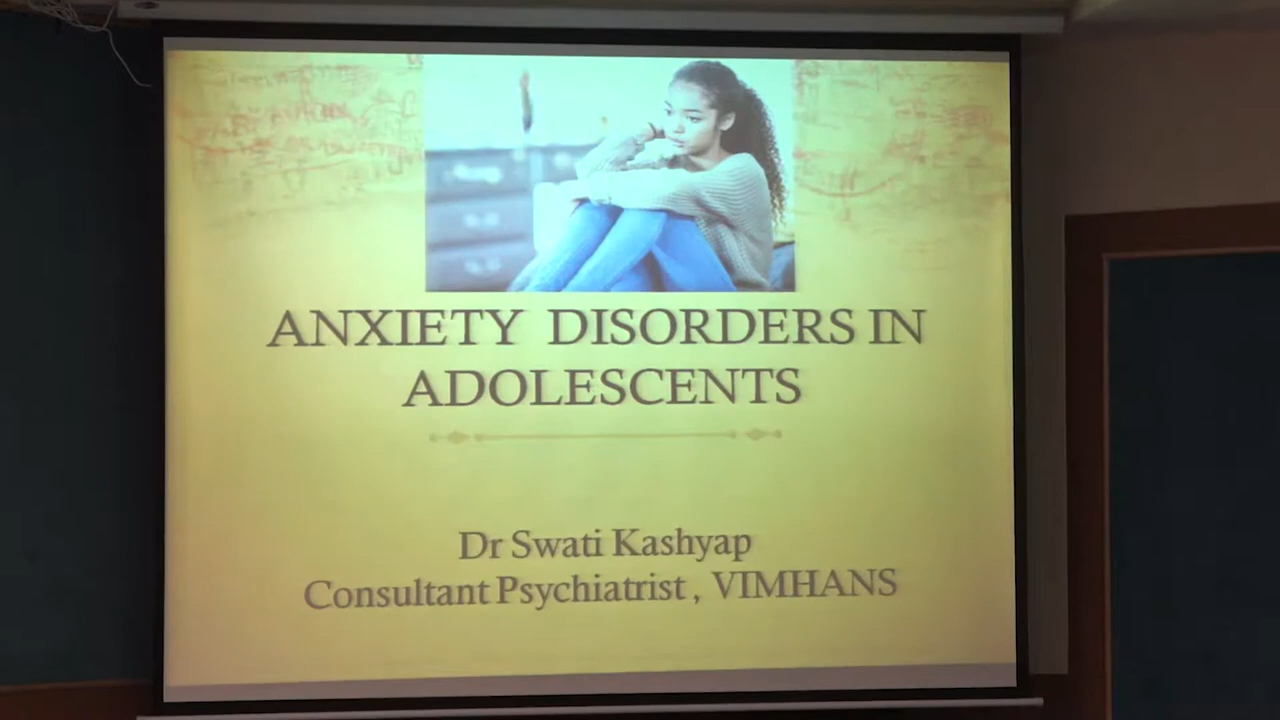 ANXIETY DISORDERS IN
ADOLESCENTS
Dr Swati Kashyap
Consultant Psychiatrist , VIMHANS